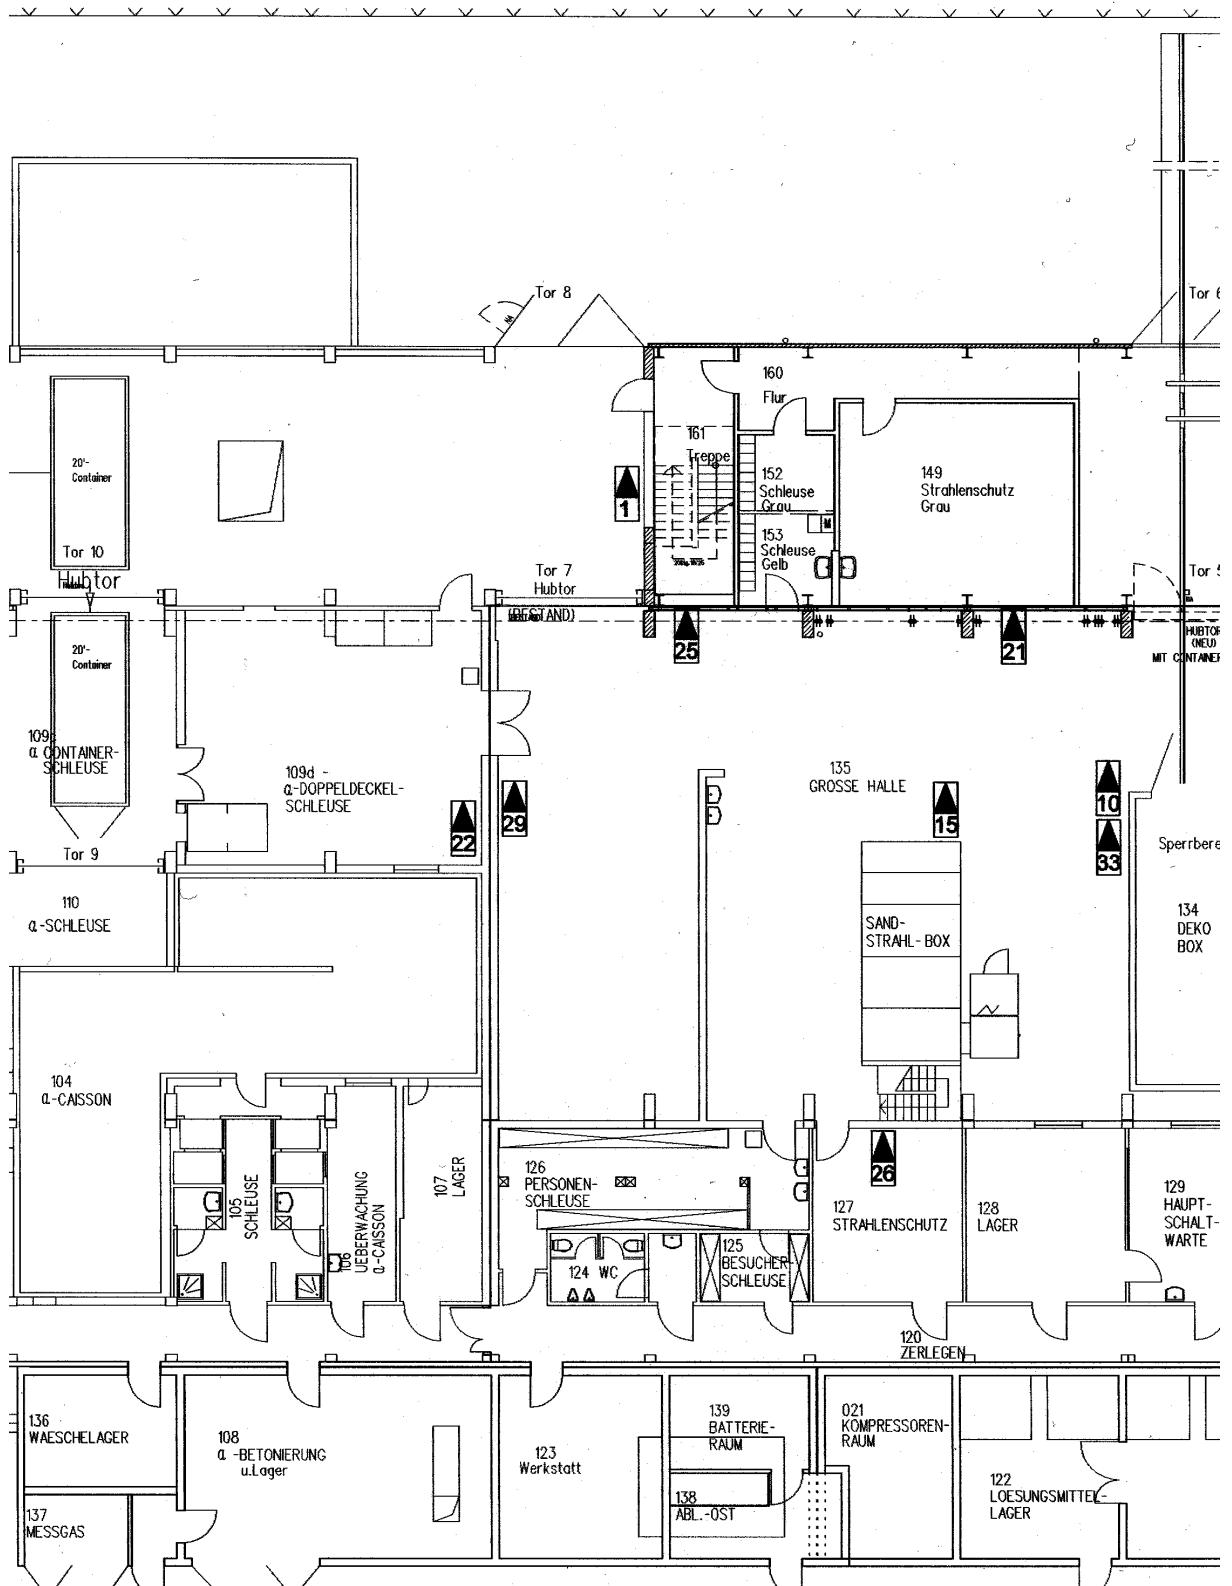 Tor 8
Tor 6
160
Flur
161
Treppe
20'-
Container
152
Schleuse
Grau
149
Strahlenschutz
Grau
1
M
153
Schleuse
Gelb
Tor 10
Hubtor
Tor 7
Hubtor
(BESTAND)
Tor 5
HUBTOR
(NEU)
MIT CONTAINER
25
21
20'-
Container
109c
α CONTAINER-
SCHLEUSE
109d -
α-DOPPELDECKEL-
SCHLEUSE
22
29
135
GROSSE HALLE
15
10
33
Tor 9
Sperrbere
110
α-SCHLEUSE
SAND-
STRAHL-BOX
134
DEKO
BOX
104
α-CAISSON
105
SCHLEUSE
106
UEBERWACHUNG
α-CAISSON
107
LAGER
126
PERSONEN-
SCHLEUSE
26
127
STRAHLENSCHUTZ
128
LAGER
129
HAUPT-
SCHALT-
WARTE
124 WC
125
BESUCHER-
SCHLEUSE
120
ZERLEGEN
136
WAESCHELAGER
108
α -BETONIERUNG
u.Lager
123
Werkstatt
139
BATTERIE-
RAUM
021
KOMPRESSOREN-
RAUM
138
ABL.-OST
122
LOESUNGSMITTEL-
LAGER
137
MESSGAS